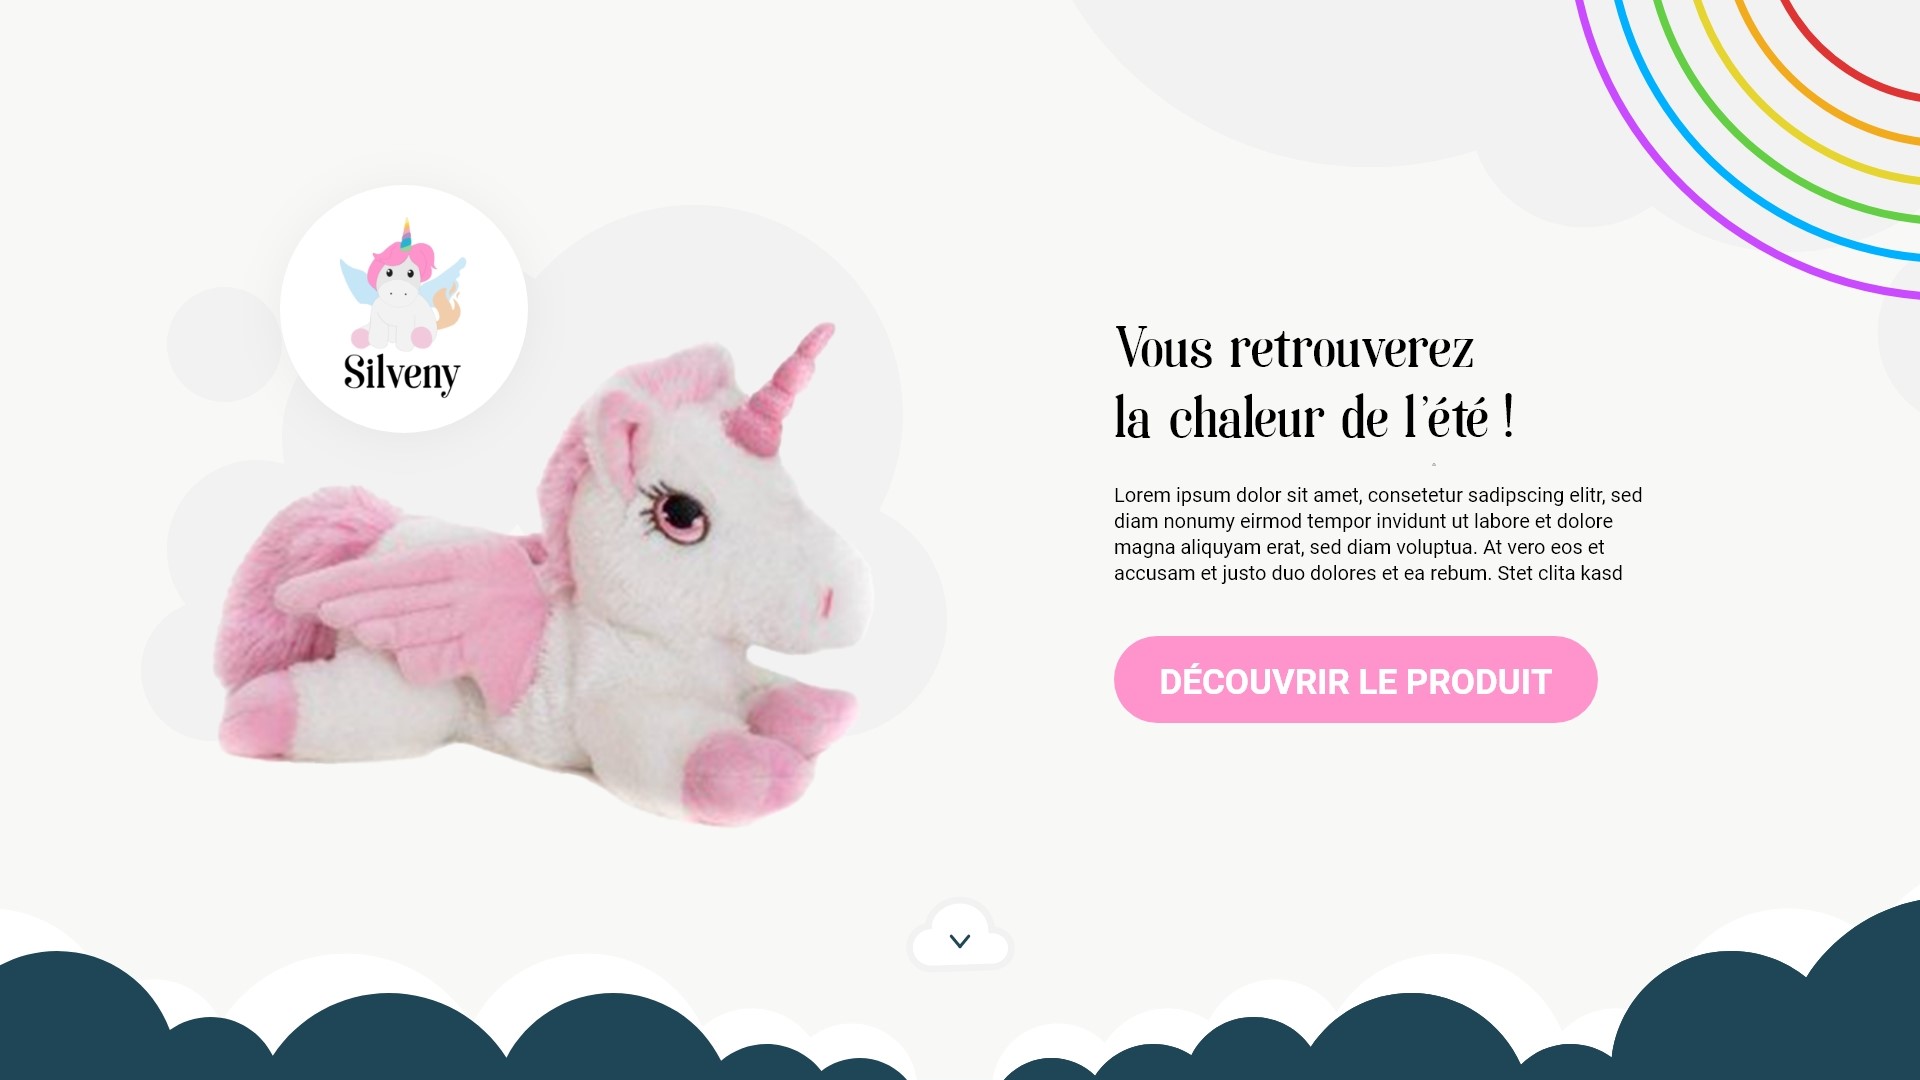 Silveny
Vous retrouverez
la chaleur de l'été !
Lorem ipsum dolor sit amet, consetetur sadipscing elitr, sed
diam nonumy eirmod tempor invidunt ut labore et dolore
magna aliquyam erat, sed diam voluptua. At vero eos et
accusam et justo duo dolores et ea rebum. Stet clita kasd
DÉCOUVRIR LE PRODUIT